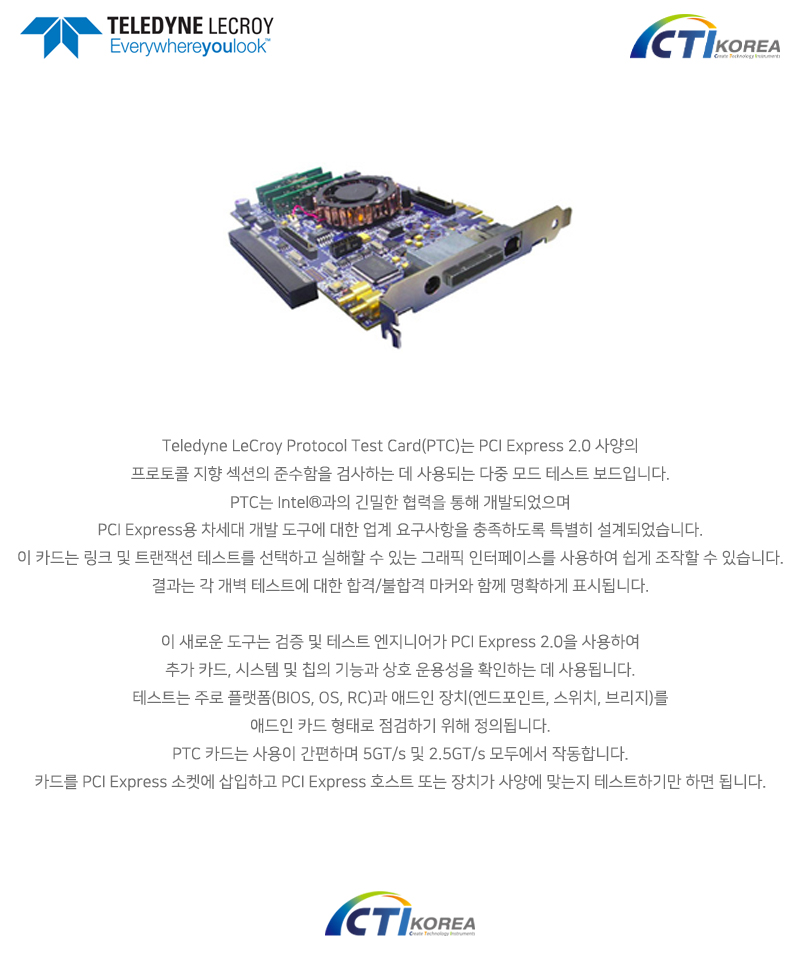 TELEDYNE LECROY
Everywhereyoulook™
CTI KOREA
Create Technology Instruments
Teledyne LeCroy Protocol Test Card(PTC)는 PCI Express 2.0 사양의
프로토콜 지향 섹션의 준수함을 검사하는 데 사용되는 다중 모드 테스트 보드입니다.
PTC는 Intel®과의 긴밀한 협력을 통해 개발되었으며
PCI Express용 차세대 개발 도구에 대한 업계 요구사항을 충족하도록 특별히 설계되었습니다.
이 카드는 링크 및 트랜잭션 테스트를 선택하고 실해할 수 있는 그래픽 인터페이스를 사용하여 쉽게 조작할 수 있습니다.
결과는 각 개벽 테스트에 대한 합격/불합격 마커와 함께 명확하게 표시됩니다.
이 새로운 도구는 검증 및 테스트 엔지니어가 PCI Express 2.0을 사용하여
추가 카드, 시스템 및 칩의 기능과 상호 운용성을 확인하는 데 사용됩니다.
테스트는 주로 플랫폼(BIOS, OS, RC)과 애드인 장치(엔드포인트, 스위치, 브리지)를
애드인 카드 형태로 점검하기 위해 정의됩니다.
PTC 카드는 사용이 간편하며 5GT/s 및 2.5GT/s 모두에서 작동합니다.
카드를 PCI Express 소켓에 삽입하고 PCI Express 호스트 또는 장치가 사양에 맞는지 테스트하기만 하면 됩니다.
CTI KOREA
Create Technology Instruments